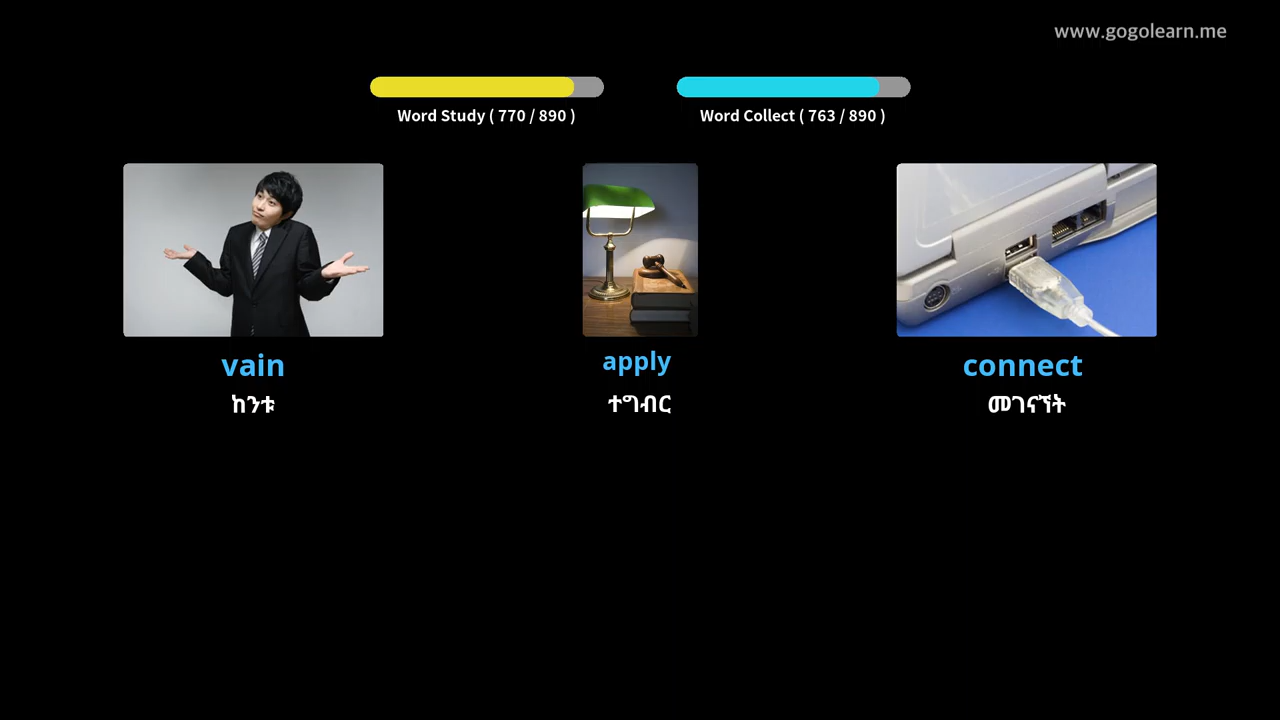 www.gogolearn.me
Word Study ( 770 / 890 )
Word Collect ( 763 / 890 )
vain
ከንቱ
apply
ተግብር
connect
መገናኘት